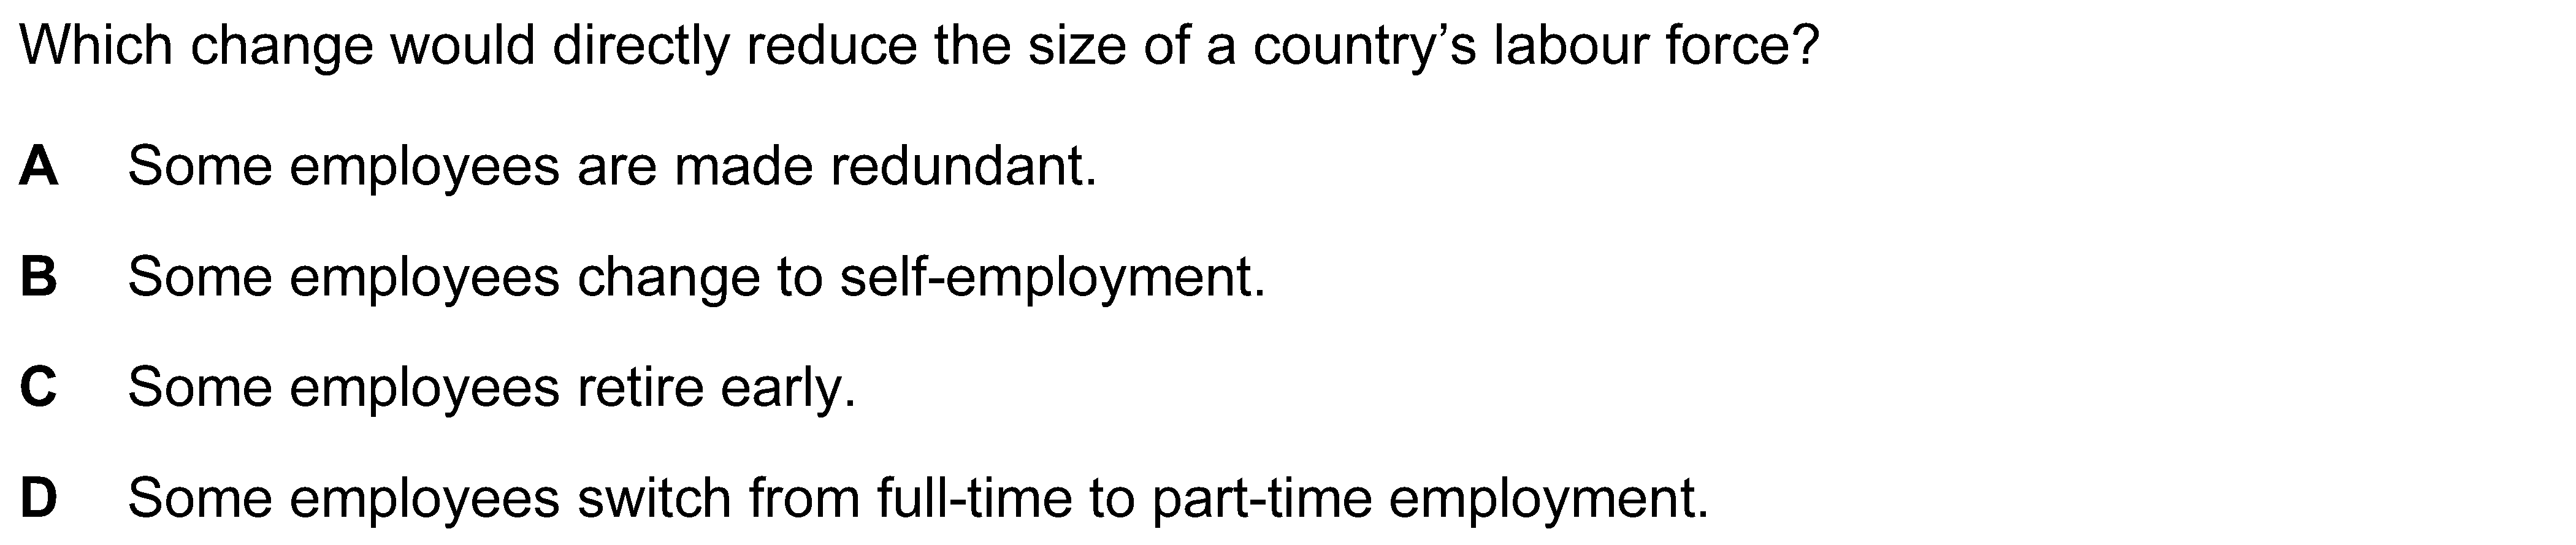 Which change would directly reduce the size of a country’s labour force?
A Some employees are made redundant.
B Some employees change to self-employment.
C Some employees retire early.
D Some employees switch from full-time to part-time employment.